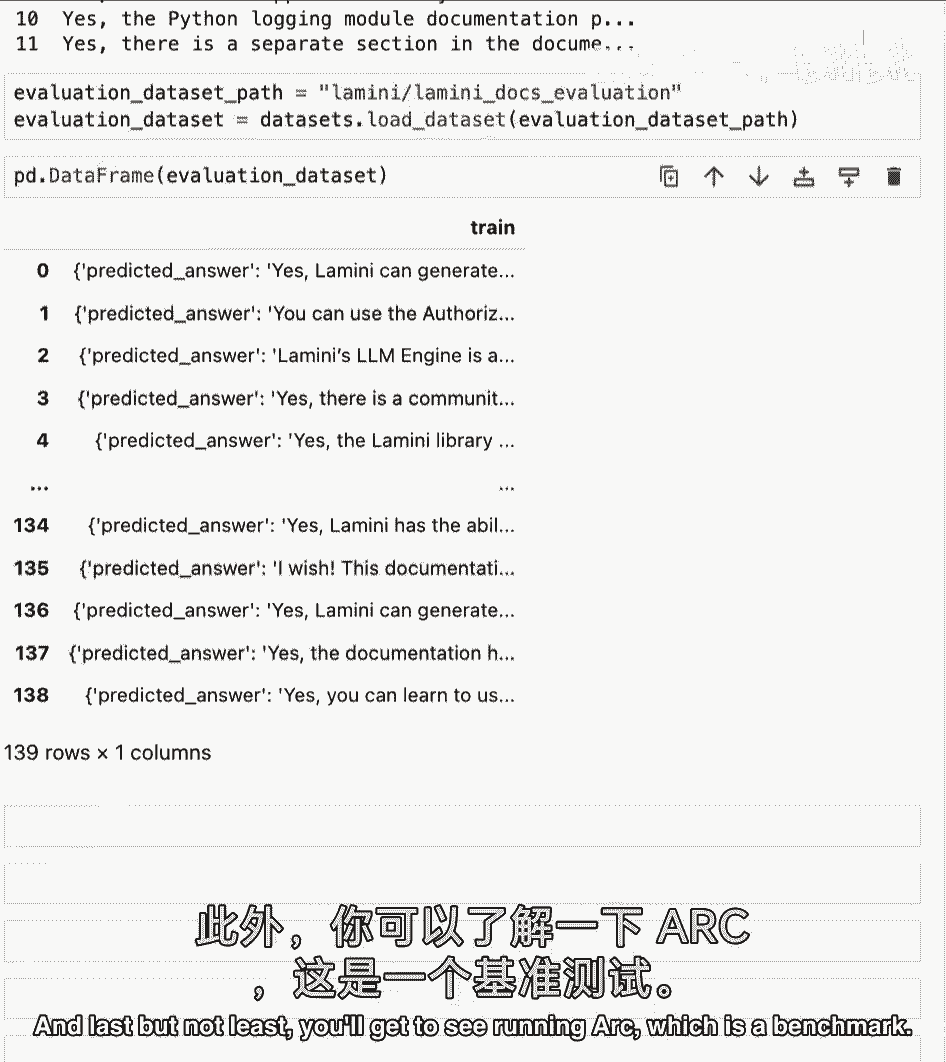 10 Yes, the Python logging module documentation p...
11 Yes, there is a separate section in the docume...
evaluation_dataset_path = "lamini/lamini_docs_evaluation"
evaluation_dataset = datasets.load_dataset(evaluation_dataset_path)
pd.DataFrame(evaluation_dataset)
train
0 {'predicted_answer': 'Yes, Lamini can generate...
1 {'predicted_answer': 'You can use the Authoriz...
2 {'predicted_answer': 'Lamini’s LLM Engine is a...
3 {'predicted_answer': 'Yes, there is a communit...
4 {'predicted_answer': 'Yes, the Lamini library ...
... ...
134 {'predicted_answer': 'Yes, Lamini has the abil...
135 {'predicted_answer': 'I wish! This documentati...
136 {'predicted_answer': 'Yes, Lamini can generate...
137 {'predicted_answer': 'Yes, the documentation h...
138 {'predicted_answer': 'Yes, you can learn to us...
139 rows × 1 columns
此外，你可以了解一下 ARC
，这是一个基准测试。
And last but not least, you'll get to see running Arc, which is a benchmark.